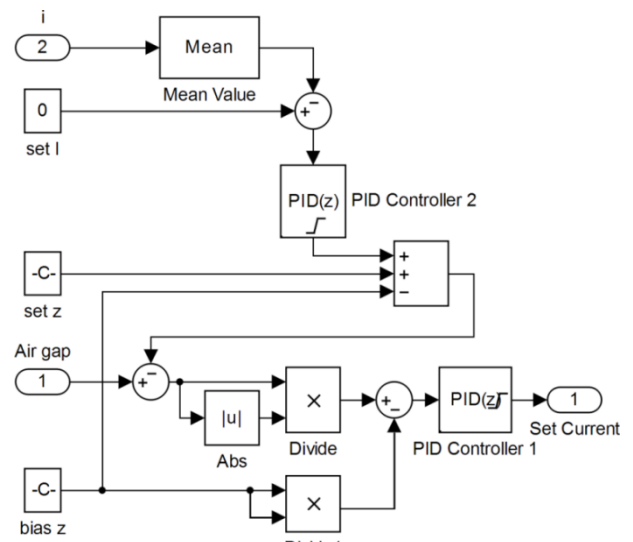 i
2
Mean
Mean Value
+ −
0
set I
PID(z)
PID Controller 2
-C-
set z
+
+
−
Air gap
1
+ −
|u|
Abs
×
Divide
+ −
PID(z)
PID Controller 1
1
Set Current
-C-
bias z
×